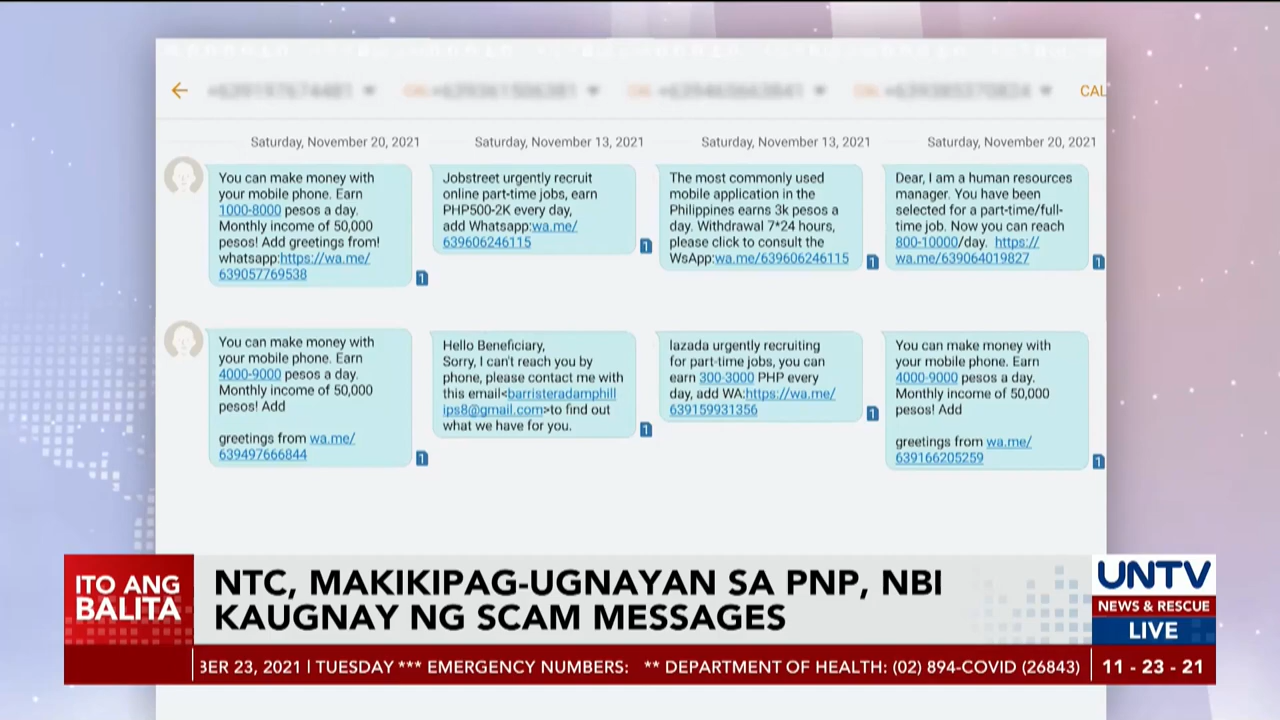 CAL
Saturday, November 20, 2021
You can make money with
your mobile phone. Earn
1000-8000 pesos a day.
Monthly income of 50,000
pesos! Add greetings from!
whatsapp:https://wa.me/
639057769538
1
Saturday, November 13, 2021
Jobstreet urgently recruit
online part-time jobs, earn
PHP500-2K every day,
add Whatsapp:wa.me/
639606246115
1
Saturday, November 13, 2021
The most commonly used
mobile application in the
Philippines earns 3k pesos a
day. Withdrawal 7*24 hours,
please click to consult the
WsApp:wa.me/639606246115
1
Saturday, November 20, 2021
Dear, I am a human resources
manager. You have been
selected for a part-time/full-
time job. Now you can reach
800-10000/day. https://
wa.me/639064019827
1
You can make money with
your mobile phone. Earn
4000-9000 pesos a day.
Monthly income of 50,000
pesos! Add
greetings from wa.me/
639497666844
1
Hello Beneficiary,
Sorry, I can't reach you by
phone, please contact me with
this email<barristeradamphill
ips8@gmail.com>to find out
what we have for you.
1
lazada urgently recruiting
for part-time jobs, you can
earn 300-3000 PHP every
day, add WA:https://wa.me/
639159931356
1
You can make money with
your mobile phone. Earn
4000-9000 pesos a day.
Monthly income of 50,000
pesos! Add
greetings from wa.me/
639166205259
1
ITO ANG
BALITA
NTC, MAKIKIPAG-UGNAYAN SA PNP, NBI
KAUGNAY NG SCAM MESSAGES
UNTV
NEWS & RESCUE
LIVE
BER 23, 2021 | TUESDAY *** EMERGENCY NUMBERS: ** DEPARTMENT OF HEALTH: (02) 894-COVID (26843)
11 - 23 - 21